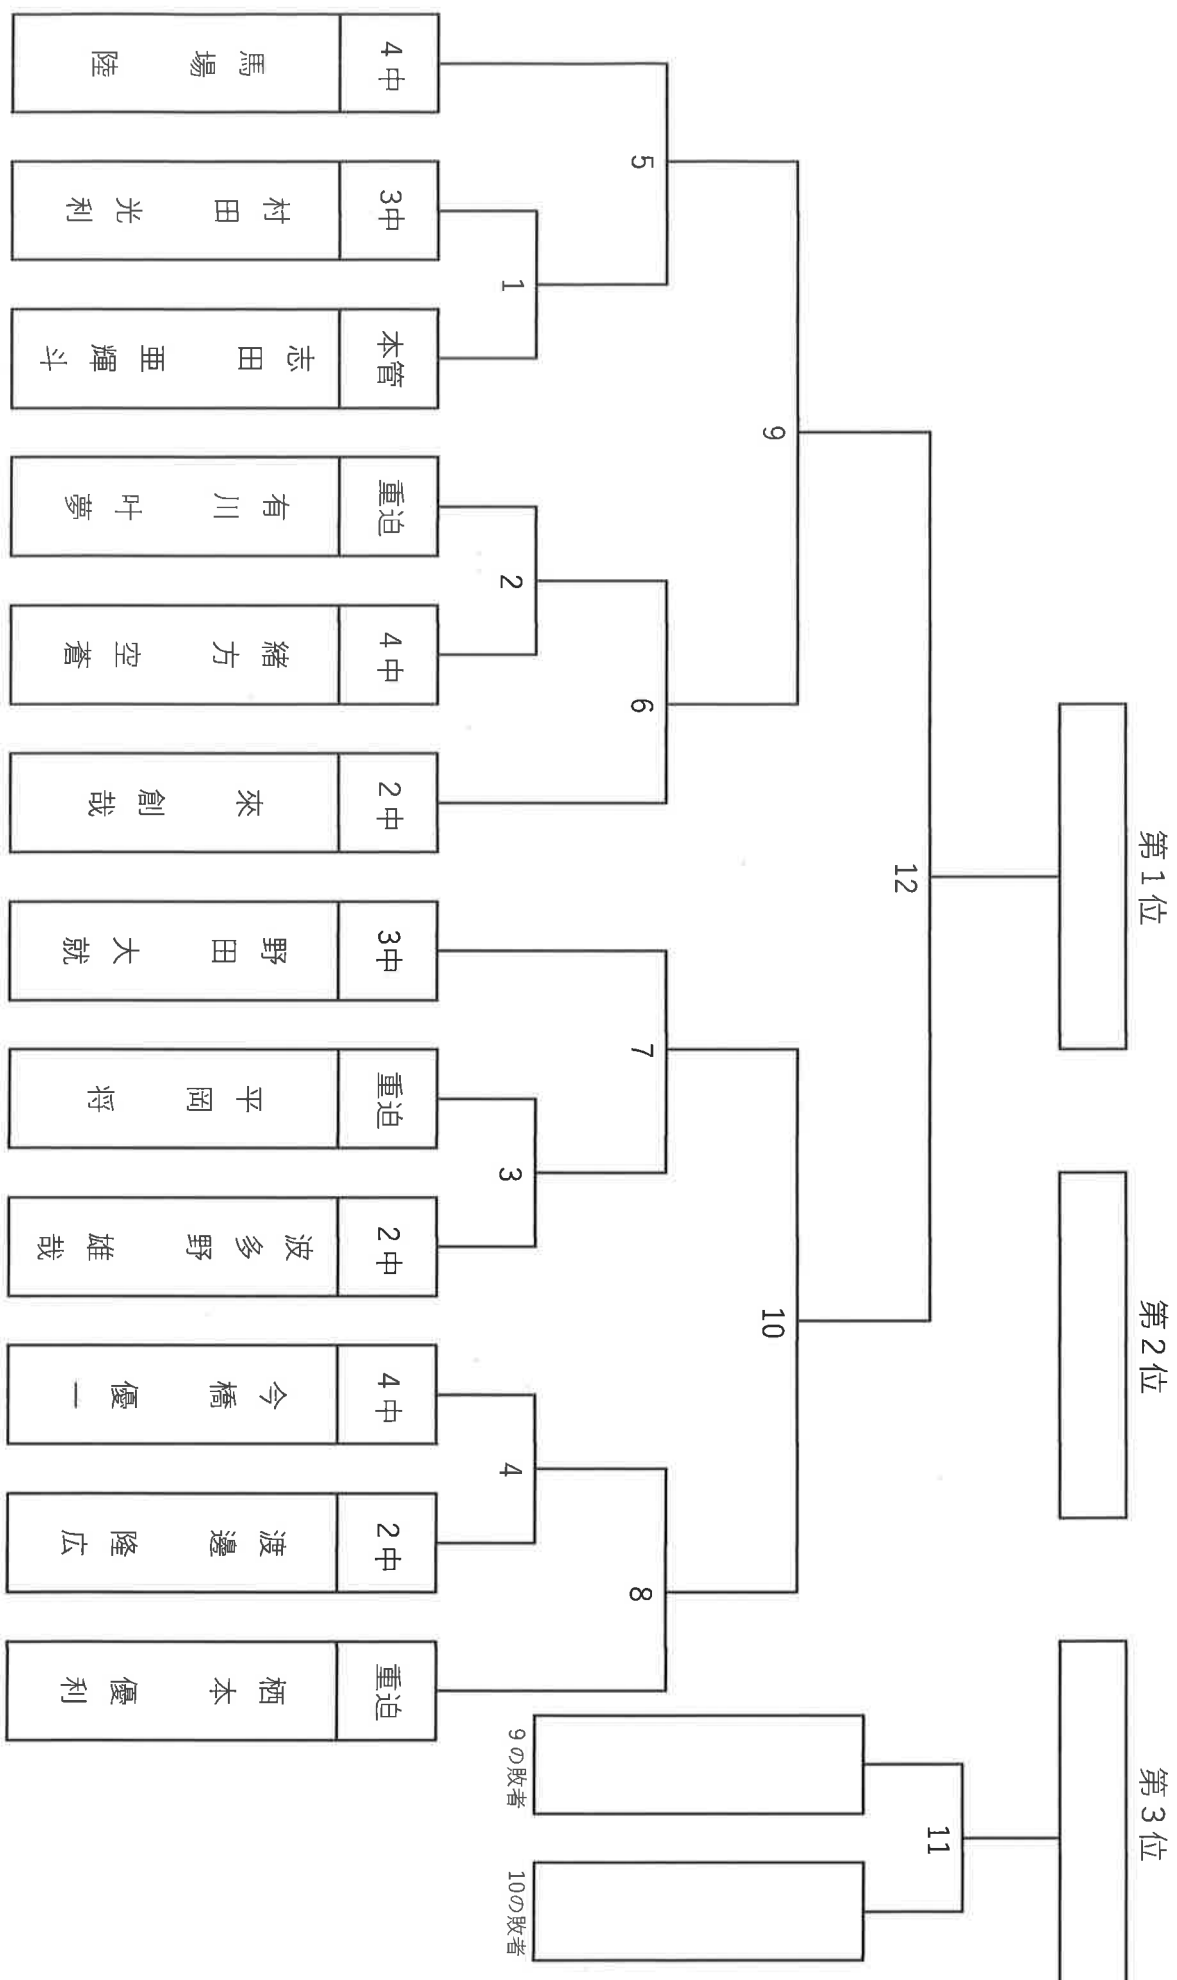 第1位
第2位
第3位
12
11
9
10
5
6
7
8
1
2
3
4
9の敗者
10の敗者
4中
馬場 陸
3中
村田 光利
本管
志田 亜輝斗
重迫
有川 叶夢
4中
緒方 空蒼
2中
來 創哉
3中
野田 大就
重迫
平岡 将
2中
波多野 雄哉
4中
今橋 優一
2中
渡邊 隆広
重迫
栖本 優利